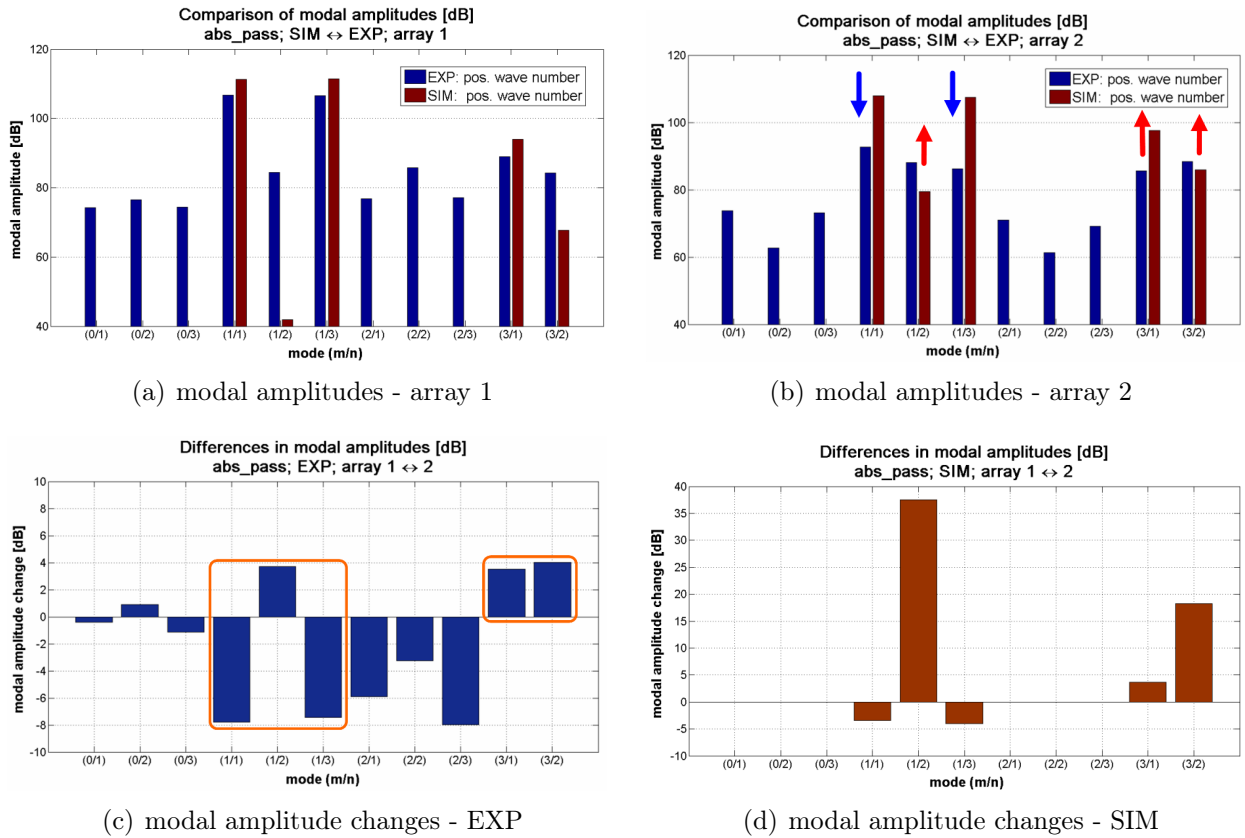 Comparison of modal amplitudes [dB]
abs_pass; SIM ↔ EXP; array 1
modal amplitude [dB]
120
100
80
60
40
EXP: pos. wave number
SIM: pos. wave number
(0/1) (0/2) (0/3) (1/1) (1/2) (1/3) (2/1) (2/2) (2/3) (3/1) (3/2)
mode (m/n)
(a) modal amplitudes - array 1
Comparison of modal amplitudes [dB]
abs_pass; SIM ↔ EXP; array 2
modal amplitude [dB]
120
100
80
60
40
EXP: pos. wave number
SIM: pos. wave number
(0/1) (0/2) (0/3) (1/1) (1/2) (1/3) (2/1) (2/2) (2/3) (3/1) (3/2)
mode (m/n)
(b) modal amplitudes - array 2
Differences in modal amplitudes [dB]
abs_pass; EXP; array 1 ↔ 2
modal amplitude change [dB]
10
8
6
4
2
0
-2
-4
-6
-8
-10
(0/1) (0/2) (0/3) (1/1) (1/2) (1/3) (2/1) (2/2) (2/3) (3/1) (3/2)
mode (m/n)
(c) modal amplitude changes - EXP
Differences in modal amplitudes [dB]
abs_pass; SIM; array 1 ↔ 2
modal amplitude change [dB]
40
35
30
25
20
15
10
5
0
-5
-10
(0/1) (0/2) (0/3) (1/1) (1/2) (1/3) (2/1) (2/2) (2/3) (3/1) (3/2)
mode (m/n)
(d) modal amplitude changes - SIM